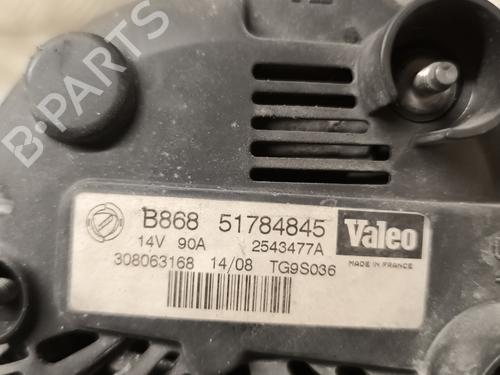 B-PARTS
B868 51784845
14V 90A 2543477A
Valeo
MADE IN FRANCE
308063168 14/08 TG9S036